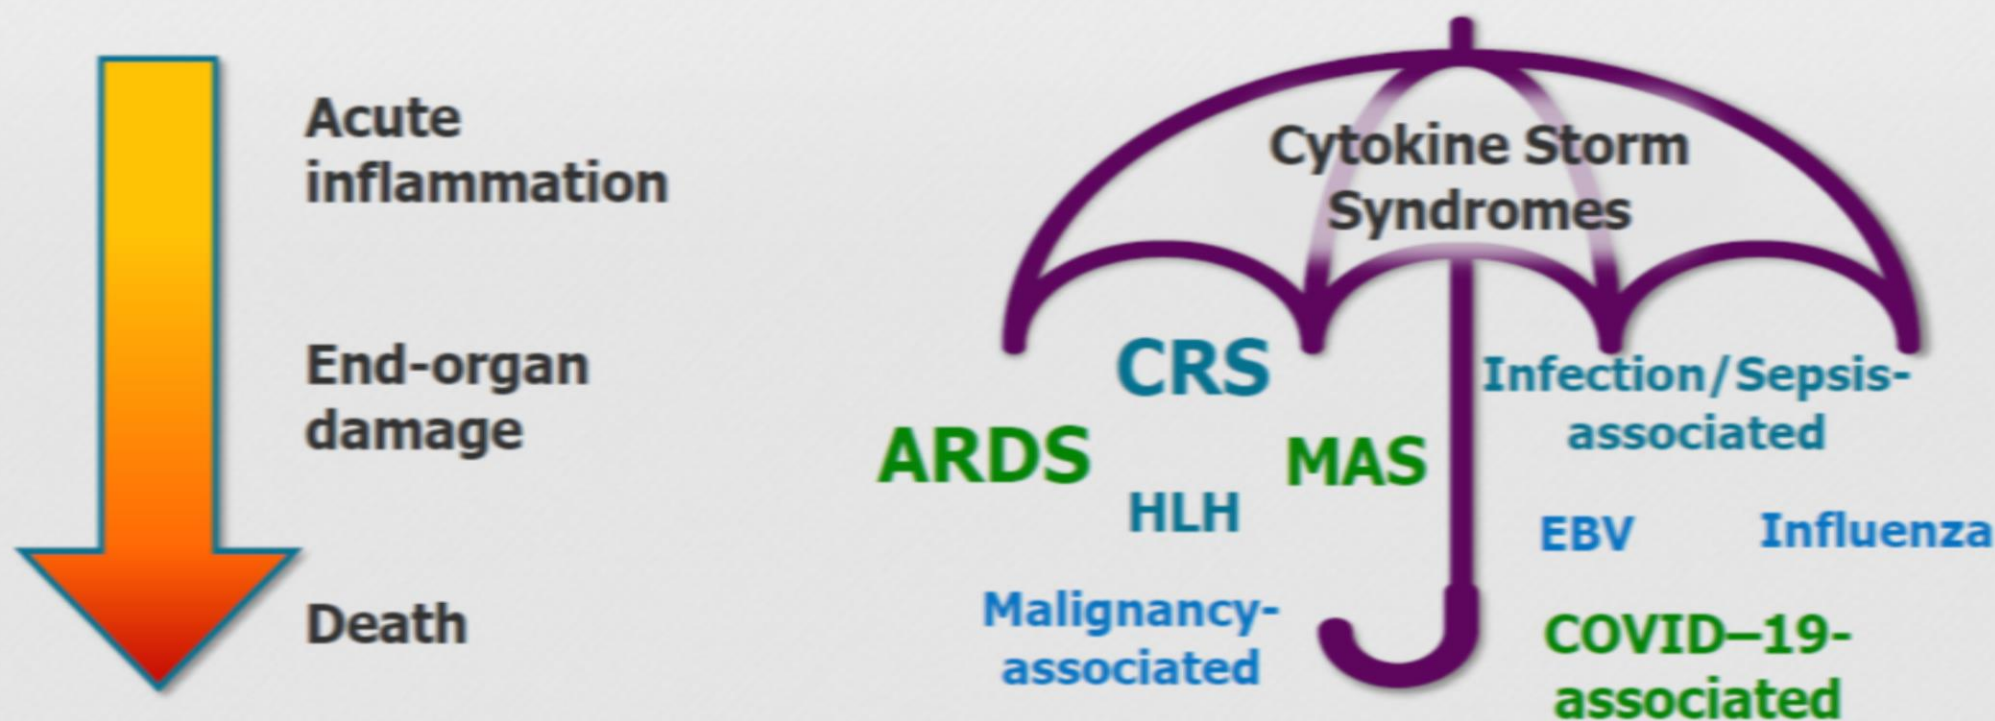 Acute
inflammation
End-organ
damage
Death
Cytokine Storm
Syndromes
CRS
ARDS
MAS
HLH
Malignancy-
associated
Infection/Sepsis-
associated
EBV
Influenza
COVID–19-
associated